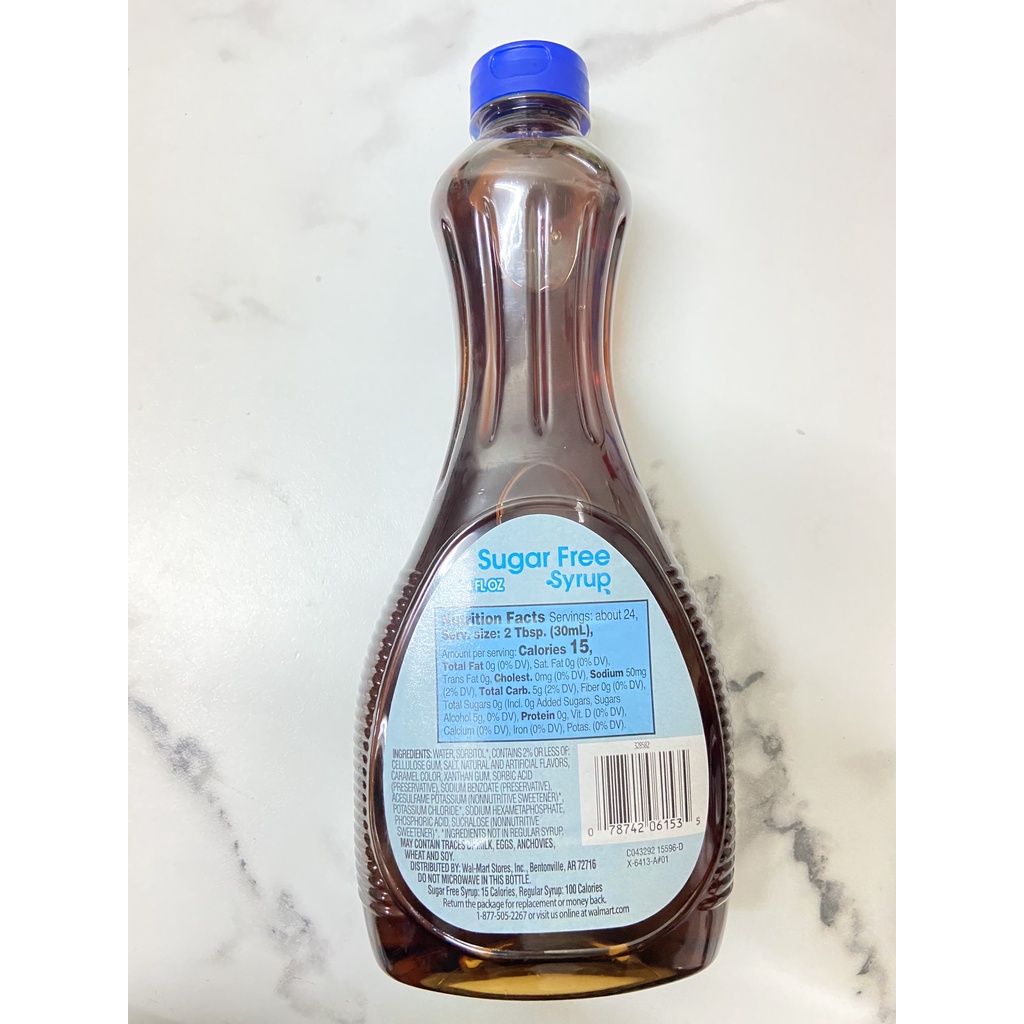 Sugar Free
FL OZ Syrup
Nutrition Facts Servings: about 24,
Serv. size: 2 Tbsp. (30mL),
Amount per serving: Calories 15,
Total Fat 0g (0% DV), Sat. Fat 0g (0% DV),
Trans Fat 0g, Cholest. 0mg (0% DV), Sodium 50mg
(2% DV), Total Carb. 5g (2% DV), Fiber 0g (0% DV),
Total Sugars 0g (Incl. 0g Added Sugars, Sugars
Alcohol 5g, 0% DV), Protein 0g, Vit. D (0% DV),
Calcium (0% DV), Iron (0% DV), Potas. (0% DV).
INGREDIENTS: WATER, SORBITOL*, CONTAINS 2% OR LESS OF:
CELLULOSE GUM, SALT, NATURAL AND ARTIFICIAL FLAVORS,
CARAMEL COLOR, XANTHAN GUM, SORBIC ACID
(PRESERVATIVE), SODIUM BENZOATE (PRESERVATIVE),
ACESULFAME POTASSIUM (NONNUTRITIVE SWEETENER)*,
POTASSIUM CHLORIDE*, SODIUM HEXAMETAPHOSPHATE,
PHOSPHORIC ACID, SUCRALOSE (NONNUTRITIVE
SWEETENER)*. *INGREDIENTS NOT IN REGULAR SYRUP.
MAY CONTAIN TRACES OF MILK, EGGS, ANCHOVIES,
WHEAT AND SOY.
DISTRIBUTED BY: Wal-Mart Stores, Inc., Bentonville, AR 72716
DO NOT MICROWAVE IN THIS BOTTLE.
Sugar Free Syrup: 15 Calories, Regular Syrup: 100 Calories
Return the package for replacement or money back.
1-877-505-2267 or visit us online at walmart.com
0 78742 06153 5
C043292 15596-D
X-6413-A#01